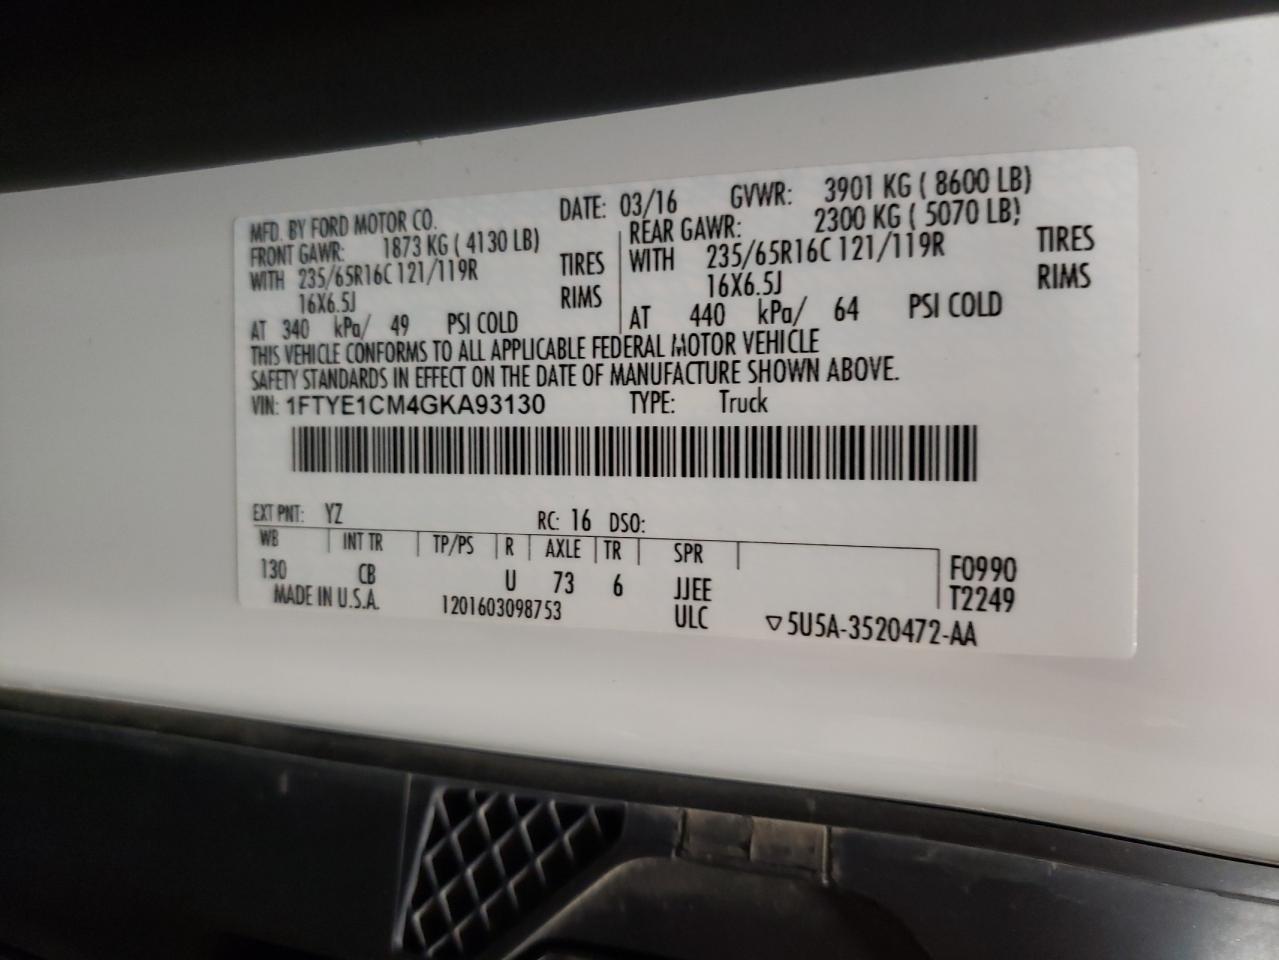 MFD. BY FORD MOTOR CO. DATE: 03/16 GVWR: 3901 KG ( 8600 LB)
FRONT GAWR: 1873 KG ( 4130 LB) REAR GAWR: 2300 KG ( 5070 LB)
WITH 235/65R16C 121/119R TIRES WITH 235/65R16C 121/119R TIRES
16X6.5J RIMS 16X6.5J RIMS
AT 340 kPa/ 49 PSI COLD AT 440 kPa/ 64 PSI COLD
THIS VEHICLE CONFORMS TO ALL APPLICABLE FEDERAL MOTOR VEHICLE
SAFETY STANDARDS IN EFFECT ON THE DATE OF MANUFACTURE SHOWN ABOVE.
VIN: 1FTYE1CM4GKA93130 TYPE: Truck
EXT PNT: YZ RC: 16 DSO:
WB INT TR TP/PS R AXLE TR SPR
130 CB U 73 6 JJEE F0990
MADE IN U.S.A. 1201603098753 ULC T2249
▽5U5A-3520472-AA